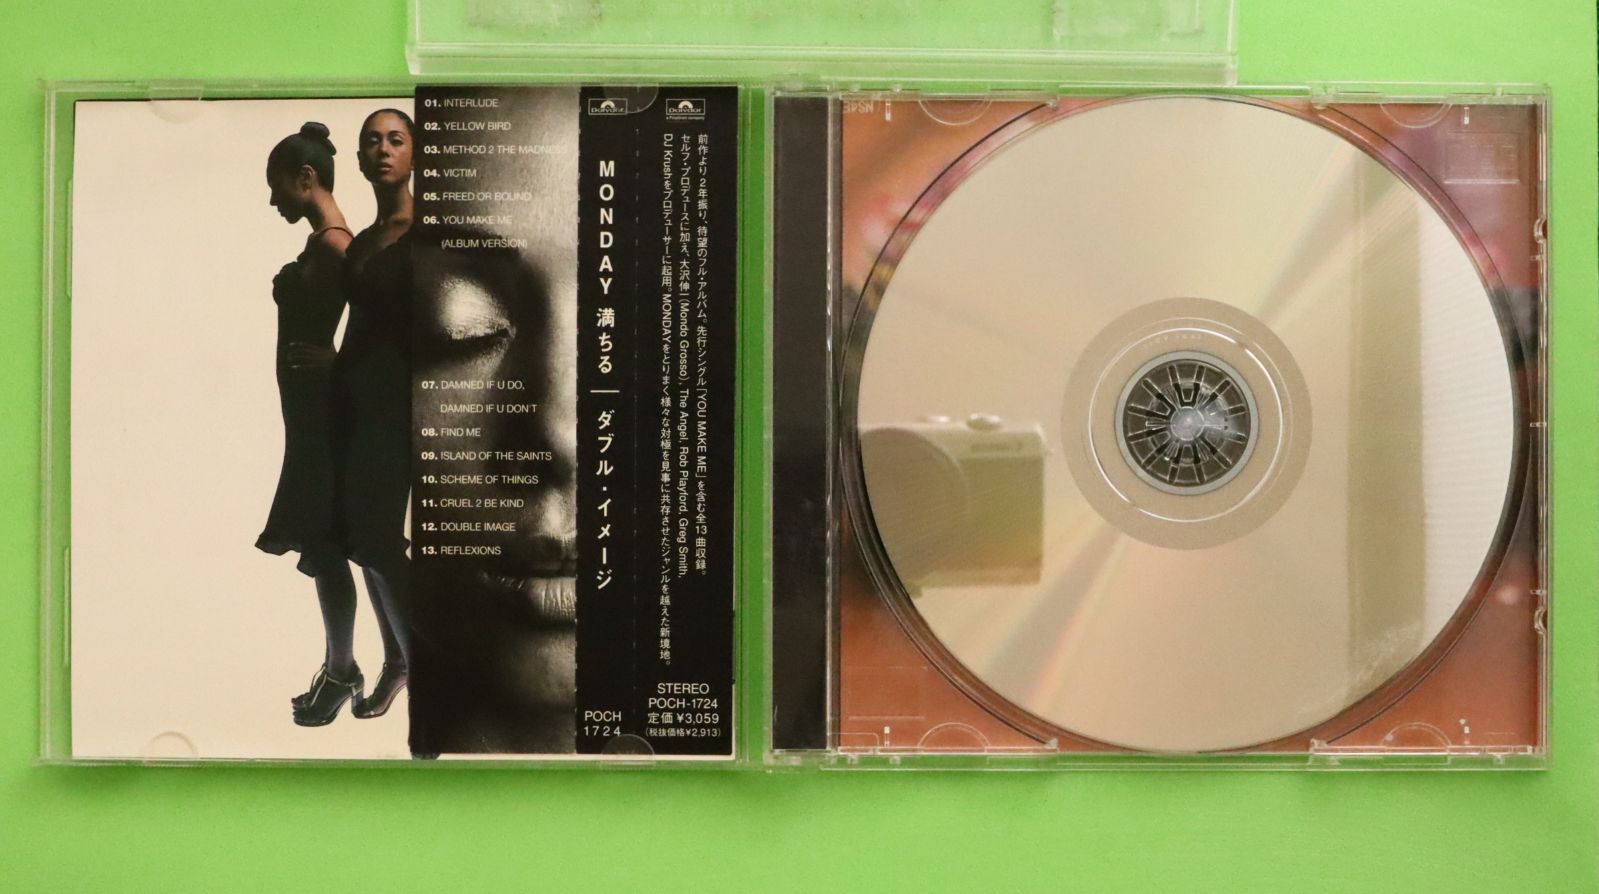 01. INTERLUDE
02. YELLOW BIRD
03. METHOD 2 THE MADNESS
04. VICTIM
05. FREED OR BOUND
06. YOU MAKE ME
(ALBUM VERSION)
07. DAMNED IF U DO,
DAMNED IF U DON'T
08. FIND ME
09. ISLAND OF THE SAINTS
10. SCHEME OF THINGS
11. CRUEL 2 BE KIND
12. DOUBLE IMAGE
13. REFLEXIONS
Polydor
MONDAY 満ちる — ダブル・イメージ
POCH
1724
Polydor
a PolyGram company
前作より2年振り、待望のフル・アルバム。先行シングル「YOU MAKE ME」を含む全13曲収録。
セルフ・プロデュースに加え、大沢伸一(Mondo Grosso)、The Angel, Rob Playford, Greg Smith,
DJ Krushをプロデューサーに起用。MONDAYをとりまく様々な対極を見事に共存させたジャンルを越えた新境地。
STEREO
POCH-1724
定価¥3,059
(税抜価格¥2,913)